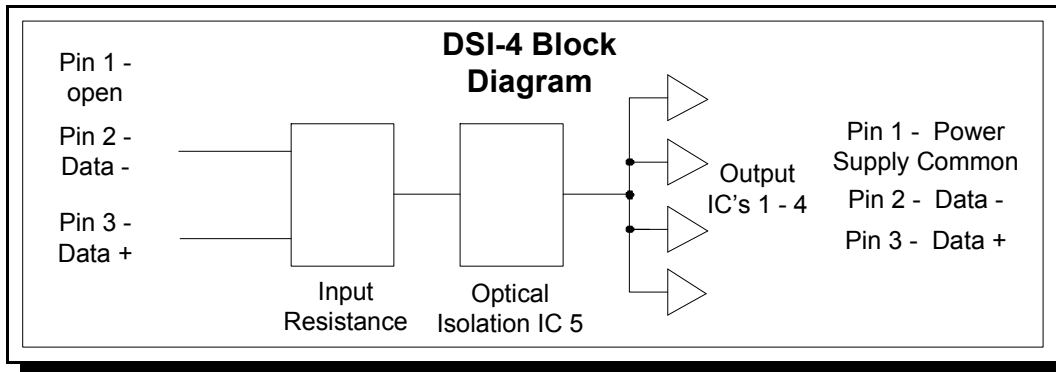 DSI-4 Block
Diagram
Pin 1 -
open
Pin 2 -
Data -
Pin 3 -
Data +
Input
Resistance
Optical
Isolation IC 5
Output
IC's 1 - 4
Pin 1 - Power
Supply Common
Pin 2 - Data -
Pin 3 - Data +